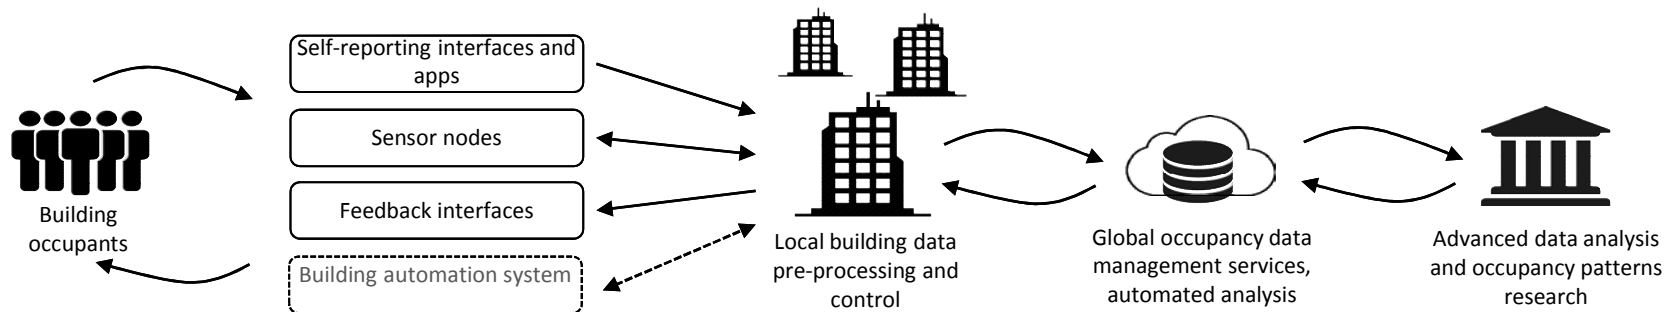 Self-reporting interfaces and
apps
Sensor nodes
Feedback interfaces
Building automation system
Building
occupants
Local building data
pre-processing and
control
Global occupancy data
management services,
automated analysis
Advanced data analysis
and occupancy patterns
research